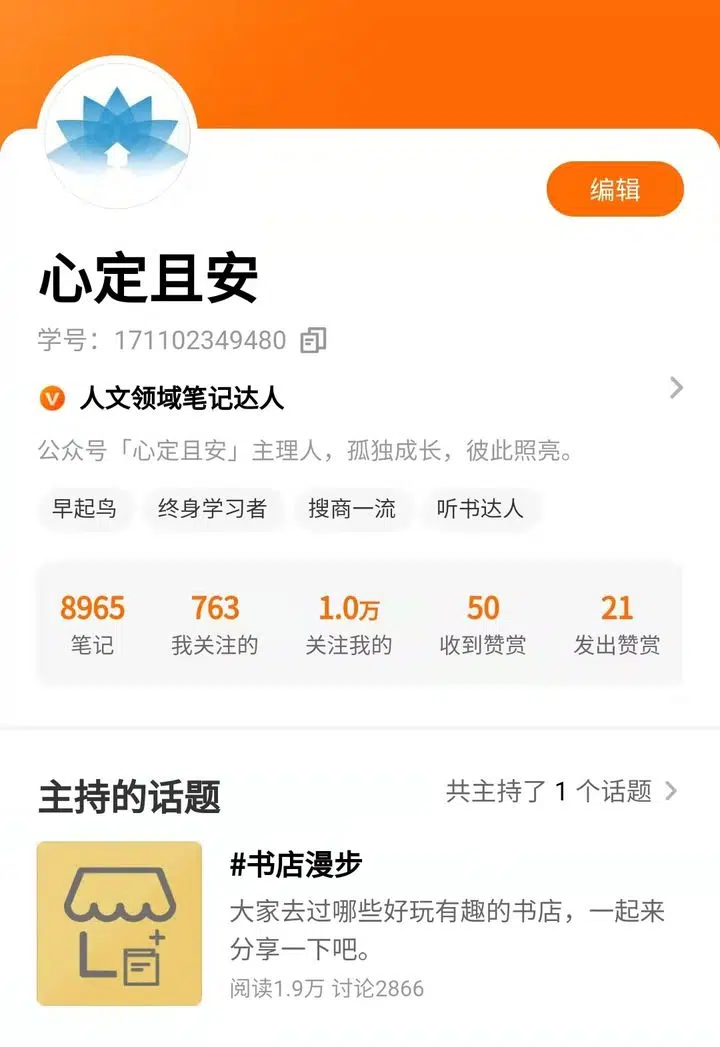 编辑
心定且安
学号：171102349480
人文领域笔记达人
公众号「心定且安」主理人，孤独成长，彼此照亮。
早起鸟 终身学习者 搜商一流 听书达人
8965 763 1.0万 50 21
笔记 我关注的 关注我的 收到赞赏 发出赞赏
主持的话题 共主持了 1 个话题
#书店漫步
大家去过哪些好玩有趣的书店，一起来
分享一下吧。
阅读1.9万 讨论2866